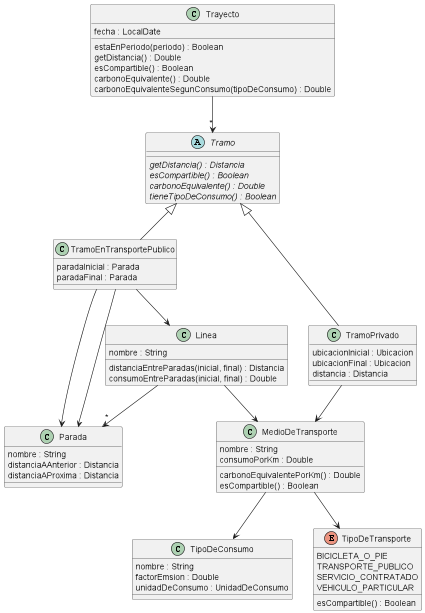 C Trayecto
fecha : LocalDate
estaEnPeriodo(periodo) : Boolean
getDistancia() : Double
esCompartible() : Boolean
carbonoEquivalente() : Double
carbonoEquivalenteSegunConsumo(tipoDeConsumo) : Double
*
A Tramo
getDistancia() : Distancia
esCompartible() : Boolean
carbonoEquivalente() : Double
tieneTipoDeConsumo() : Boolean
C TramoEnTransportePublico
paradaInicial : Parada
paradaFinal : Parada
C Linea
nombre : String
distanciaEntreParadas(inicial, final) : Distancia
consumoEntreParadas(inicial, final) : Double
C TramoPrivado
ubicacionInicial : Ubicacion
ubicacionFinal : Ubicacion
distancia : Distancia
*
C Parada
nombre : String
distanciaAAnterior : Distancia
distanciaAProxima : Distancia
C MedioDeTransporte
nombre : String
consumoPorKm : Double
carbonoEquivalentePorKm() : Double
esCompartible() : Boolean
C TipoDeConsumo
nombre : String
factorEmsion : Double
unidadDeConsumo : UnidadDeConsumo
E TipoDeTransporte
BICICLETA_O_PIE
TRANSPORTE_PUBLICO
SERVICIO_CONTRATADO
VEHICULO_PARTICULAR
esCompartible() : Boolean